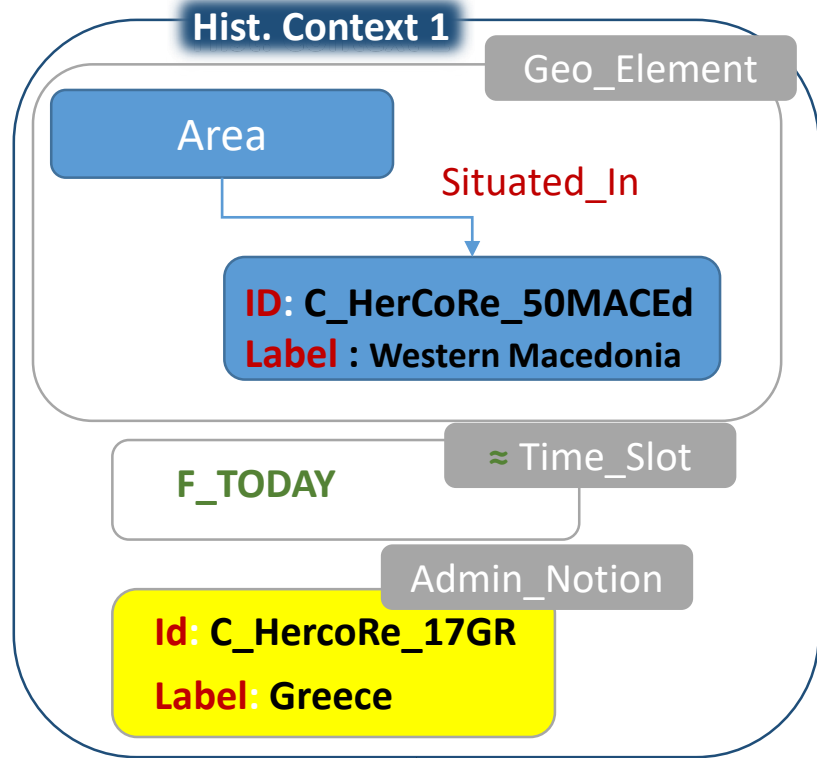 Hist. Context 1
Geo_Element
Area
Situated_In
ID: C_HerCoRe_50MACEd
Label : Western Macedonia
≈ Time_Slot
F_TODAY
Admin_Notion
Id: C_HercoRe_17GR
Label: Greece